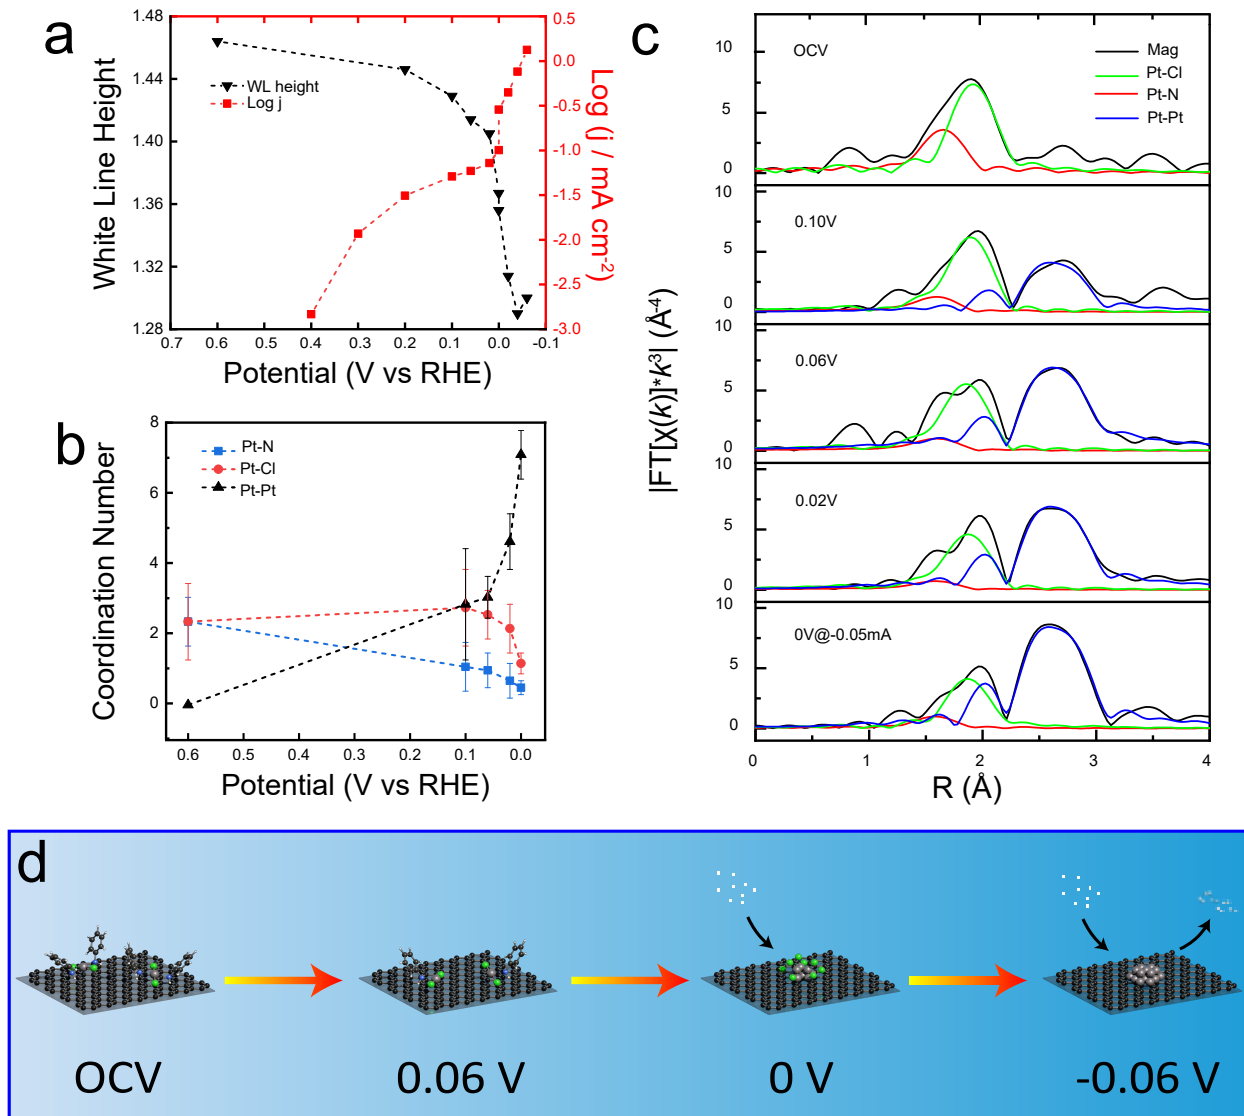 a
1.48
1.44
1.40
1.36
1.32
1.28
White Line Height
WL height
Log j
0.5
0.0
-0.5
-1.0
-1.5
-2.0
-2.5
-3.0
Log (j / mA cm⁻²)
0.7 0.6 0.5 0.4 0.3 0.2 0.1 0.0 -0.1
Potential (V vs RHE)
b
8
6
4
2
0
Coordination Number
Pt-N
Pt-Cl
Pt-Pt
0.6 0.5 0.4 0.3 0.2 0.1 0.0
Potential (V vs RHE)
c
|FT[χ(k)]*k³| (Å⁻⁴)
OCV
Mag
Pt-Cl
Pt-N
Pt-Pt
10
5
0
0.10V
10
5
0
0.06V
10
5
0
0.02V
10
5
0
0V@-0.05mA
10
5
0
0 1 2 3 4
R (Å)
d
OCV 0.06 V 0 V -0.06 V